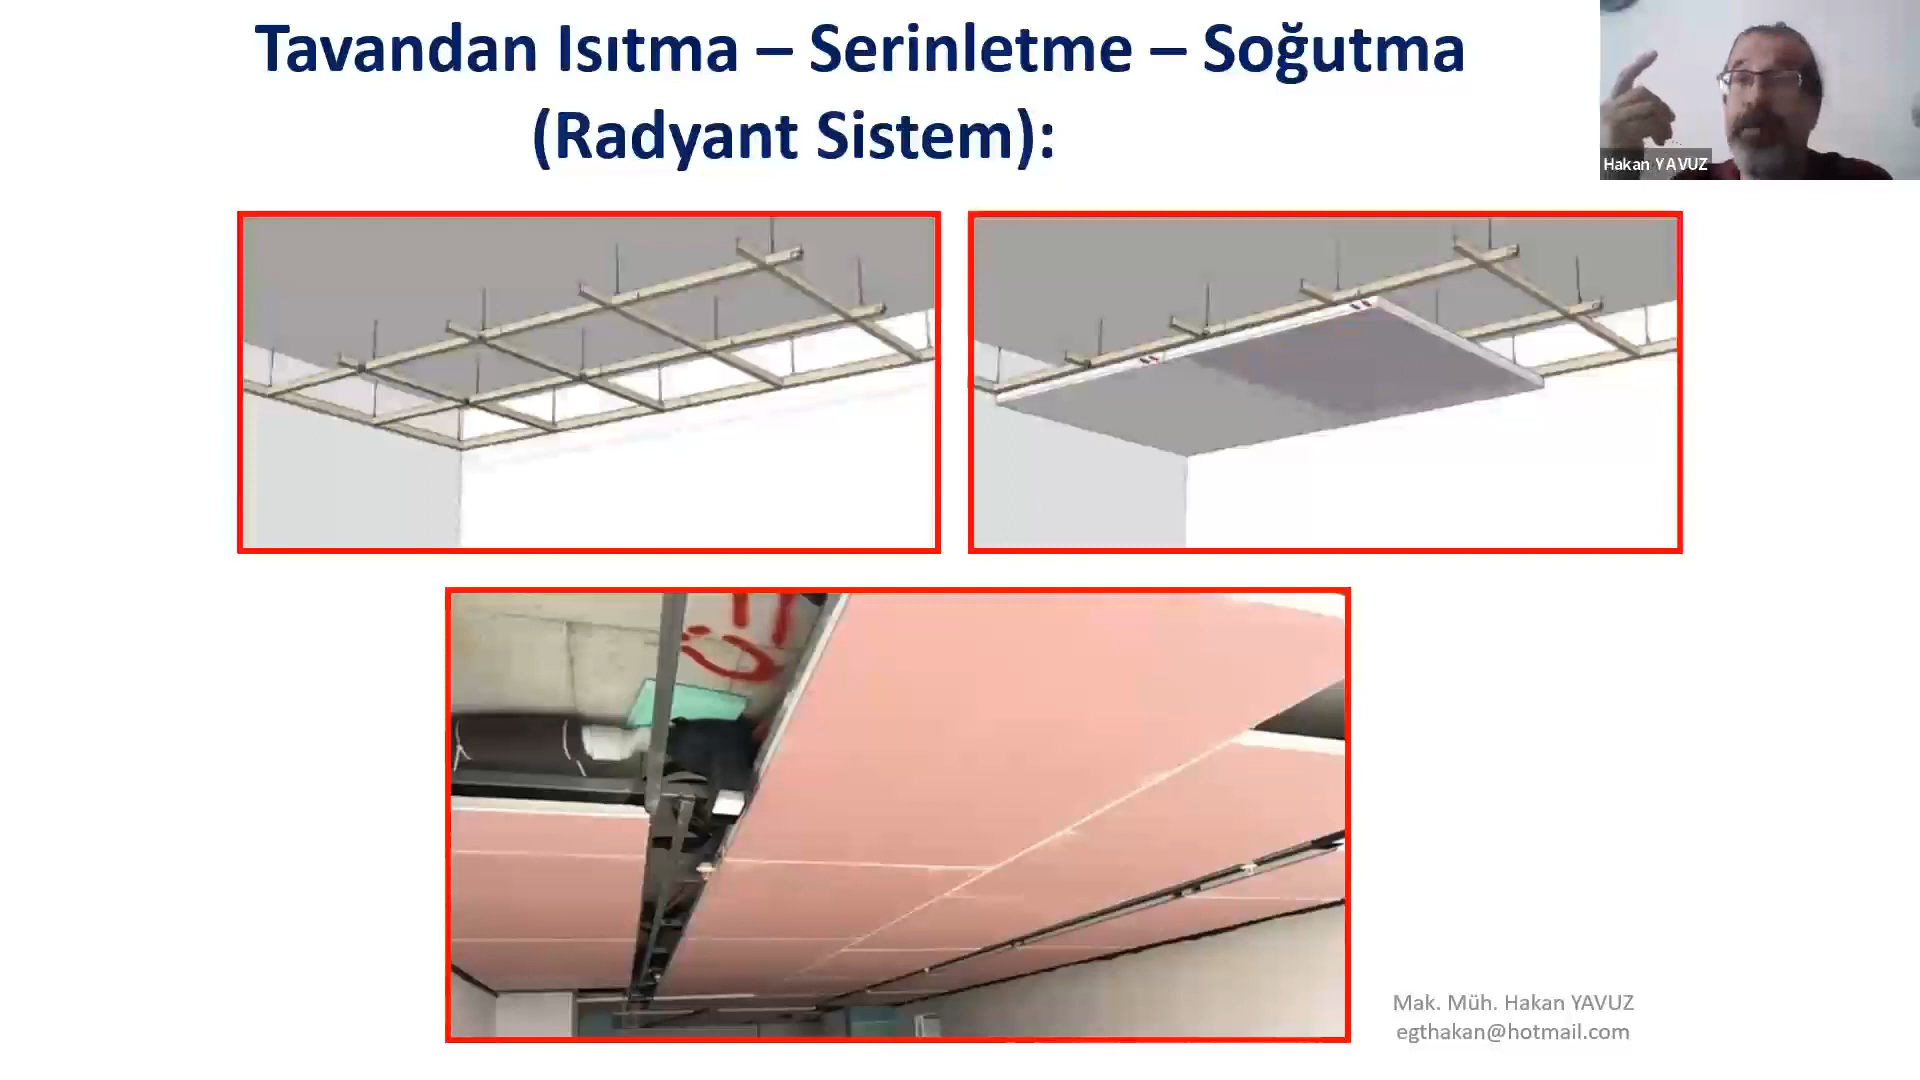 Tavandan Isıtma – Serinletme – Soğutma
(Radyant Sistem):
Hakan YAVUZ
Mak. Müh. Hakan YAVUZ
egthakan@hotmail.com